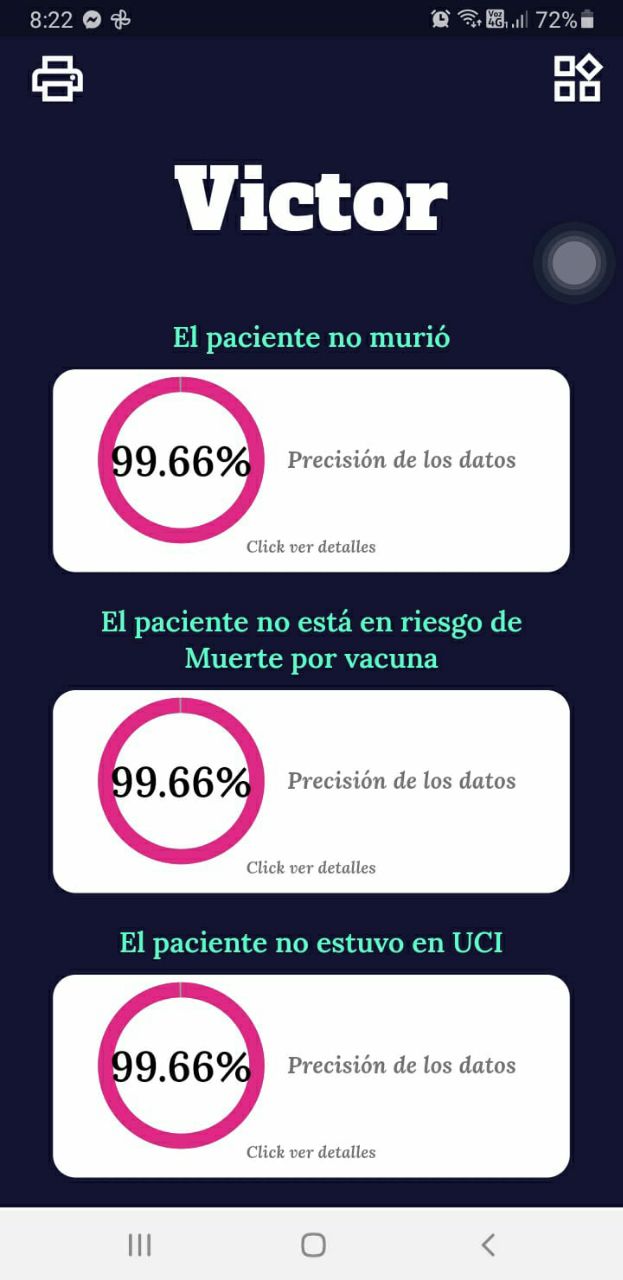 8:22
Voz 4G 72%
Victor
El paciente no murió
99.66%
Precisión de los datos
Click ver detalles
El paciente no está en riesgo de
Muerte por vacuna
99.66%
Precisión de los datos
Click ver detalles
El paciente no estuvo en UCI
99.66%
Precisión de los datos
Click ver detalles